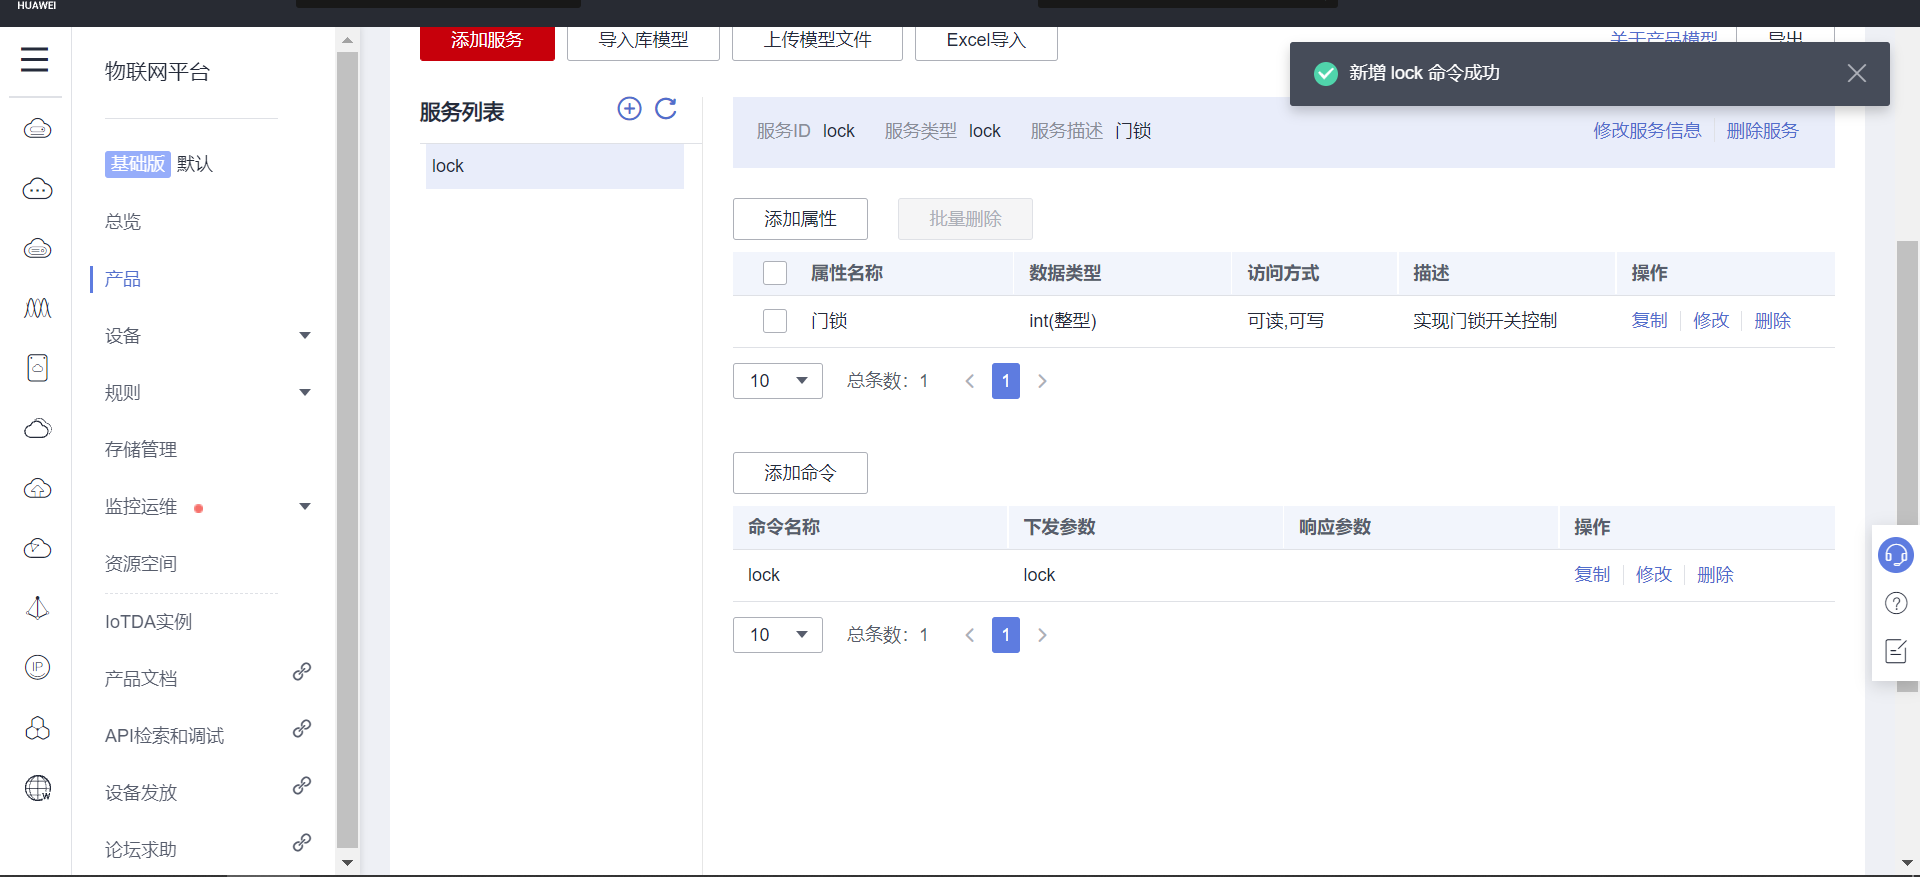 HUAWEI
物联网平台
基础版 默认
总览
产品
设备
规则
存储管理
监控运维
资源空间
IoTDA实例
产品文档
API检索和调试
设备发放
论坛求助
添加服务 导入库模型 上传模型文件 Excel导入 关于产品模型 导出
新增 lock 命令成功
服务列表
lock
服务ID lock 服务类型 lock 服务描述 门锁 修改服务信息 删除服务
添加属性 批量删除
属性名称 数据类型 访问方式 描述 操作
门锁 int(整型) 可读,可写 实现门锁开关控制 复制 修改 删除
10 总条数：1 1
添加命令
命令名称 下发参数 响应参数 操作
lock lock 复制 修改 删除
10 总条数：1 1
IP
W